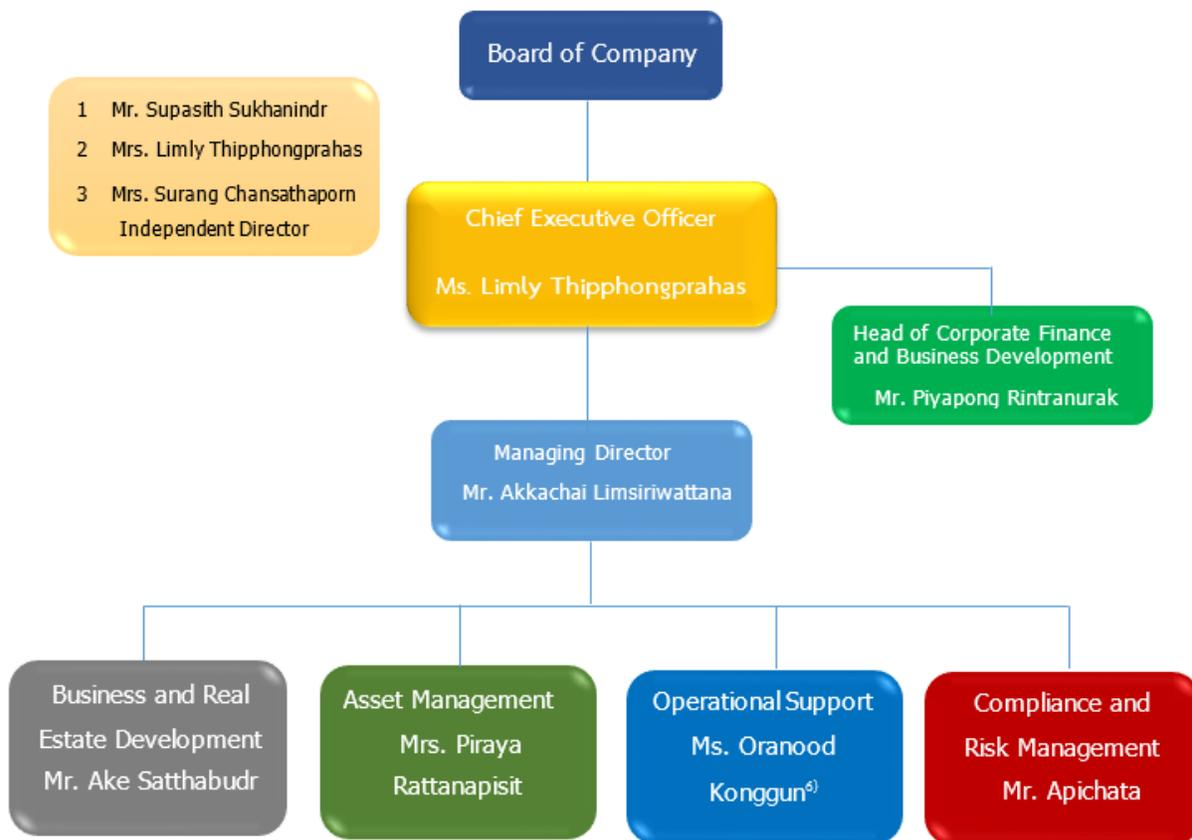 Board of Company
1 Mr. Supasith Sukhanindr
2 Mrs. Limly Thipphongprahas
3 Mrs. Surang Chansathaporn
Independent Director
Chief Executive Officer
Ms. Limly Thipphongprahas
Head of Corporate Finance
and Business Development
Mr. Piyapong Rintranurak
Managing Director
Mr. Akkachai Limsiriwattana
Business and Real
Estate Development
Mr. Ake Satthabudr
Asset Management
Mrs. Piraya
Rattanapisit
Operational Support
Ms. Oranood
Konggun⁶⁾
Compliance and
Risk Management
Mr. Apichata